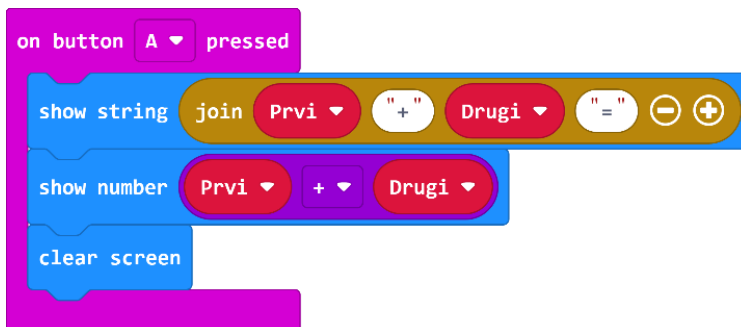 on button A pressed
show string join Prvi "+" Drugi "="
show number Prvi + Drugi
clear screen